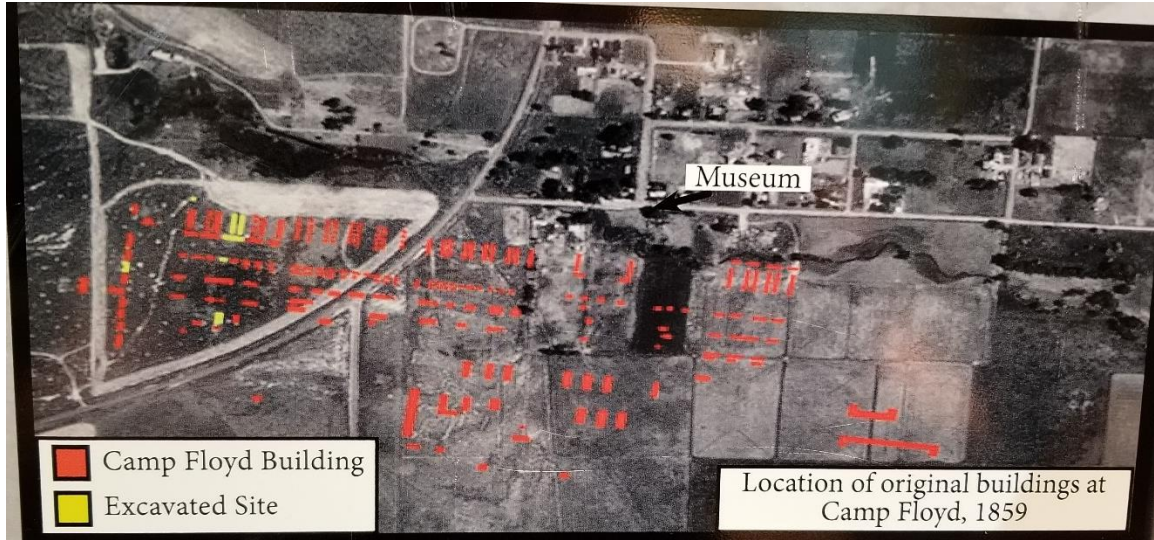 Museum
Camp Floyd Building
Excavated Site
Location of original buildings at
Camp Floyd, 1859